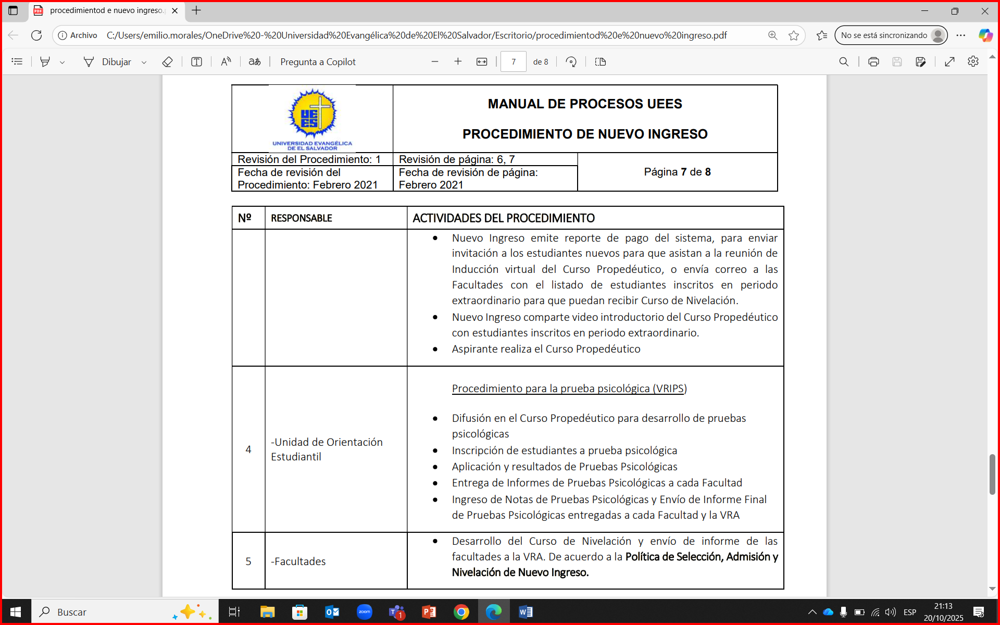 procedimientod e nuevo ingreso.p
Archivo
C:/Users/emilio.morales/OneDrive%20-%20Universidad%20Evangélica%20de%20El%20Salvador/Escritorio/procedimientod%20e%20nuevo%20ingreso.pdf
No se está sincronizando
Dibujar
Pregunta a Copilot
7 de 8
MANUAL DE PROCESOS UEES
PROCEDIMIENTO DE NUEVO INGRESO
UE
ES
UNIVERSIDAD EVANGÉLICA
DE EL SALVADOR
Revisión del Procedimiento: 1
Revisión de página: 6, 7
Fecha de revisión del
Procedimiento: Febrero 2021
Fecha de revisión de página:
Febrero 2021
Página 7 de 8
Nº RESPONSABLE ACTIVIDADES DEL PROCEDIMIENTO
• Nuevo Ingreso emite reporte de pago del sistema, para enviar
invitación a los estudiantes nuevos para que asistan a la reunión de
Inducción virtual del Curso Propedéutico, o envía correo a las
Facultades con el listado de estudiantes inscritos en periodo
extraordinario para que puedan recibir Curso de Nivelación.
• Nuevo Ingreso comparte video introductorio del Curso Propedéutico
con estudiantes inscritos en periodo extraordinario.
• Aspirante realiza el Curso Propedéutico
4
-Unidad de Orientación
Estudiantil
Procedimiento para la prueba psicológica (VRIPS)
• Difusión en el Curso Propedéutico para desarrollo de pruebas
psicológicas
• Inscripción de estudiantes a prueba psicológica
• Aplicación y resultados de Pruebas Psicológicas
• Entrega de Informes de Pruebas Psicológicas a cada Facultad
• Ingreso de Notas de Pruebas Psicológicas y Envío de Informe Final
de Pruebas Psicológicas entregadas a cada Facultad y la VRA
5
-Facultades
• Desarrollo del Curso de Nivelación y envío de informe de las
facultades a la VRA. De acuerdo a la Política de Selección, Admisión y
Nivelación de Nuevo Ingreso.
Buscar
zoom
1
ESP
21:13
20/10/2025